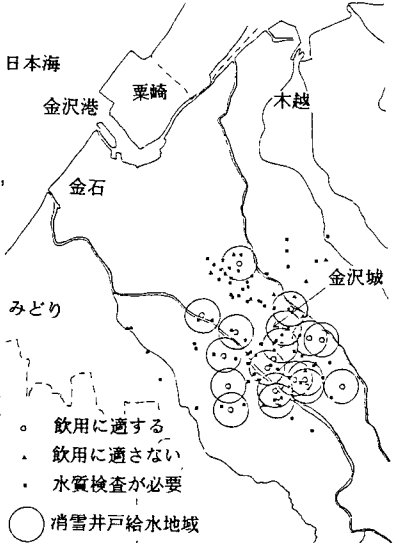 日本海
粟崎
金沢港
木越
金石
金沢城
みどり
飲用に適する
飲用に適さない
水質検査が必要
消雪井戸給水地域